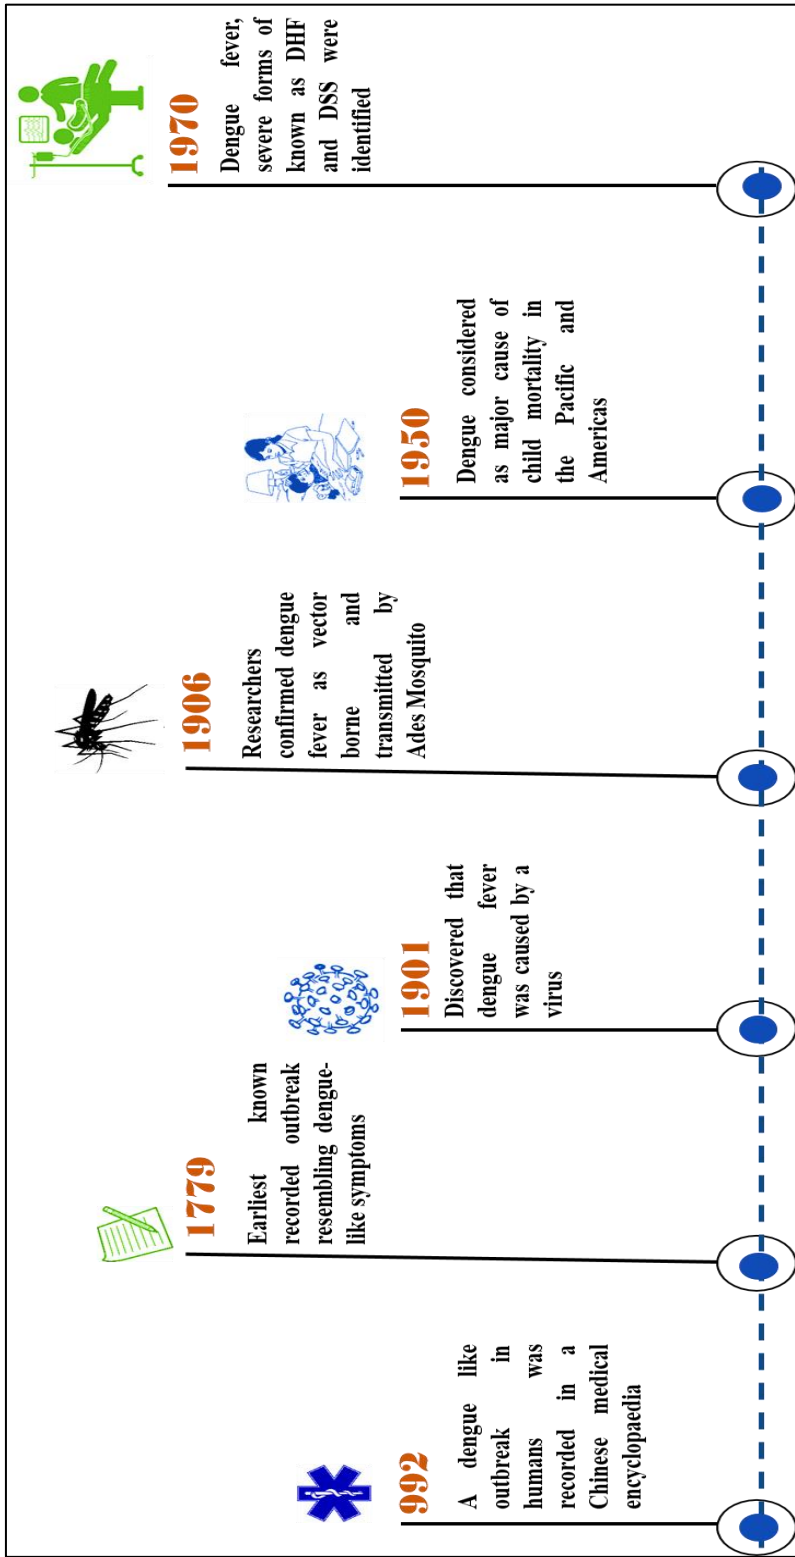 992
A dengue like
outbreak in
humans was
recorded in a
Chinese medical
encyclopaedia
1779
Earliest known
recorded outbreak
resembling dengue-
like symptoms
1901
Discovered that
dengue fever
was caused by a
virus
1906
Researchers
confirmed dengue
fever as vector
borne and
transmitted by
Ades Mosquito
1950
Dengue considered
as major cause of
child mortality in
the Pacific and
Americas
1970
Dengue fever,
severe forms of
known as DHF
and DSS were
identified